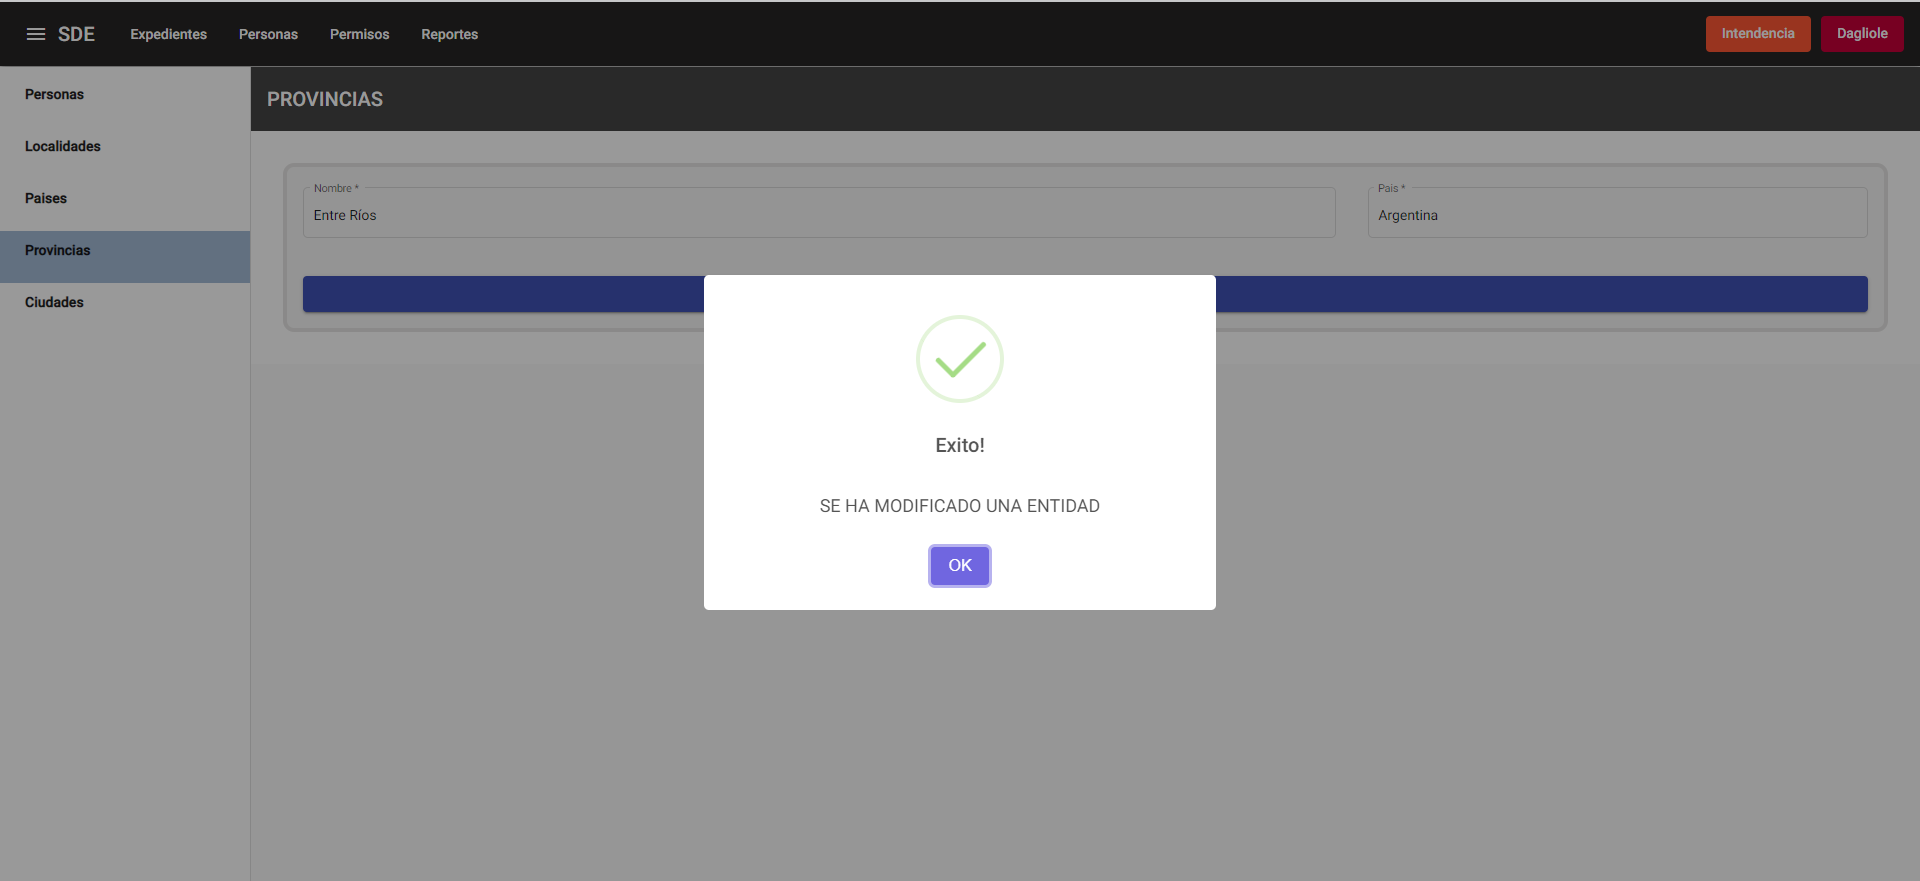 SDE Expedientes Personas Permisos Reportes Intendencia Dagliole
Personas
Localidades
Paises
Provincias
Ciudades
PROVINCIAS
Nombre * Pais *
Entre Ríos Argentina
Exito!
SE HA MODIFICADO UNA ENTIDAD
OK